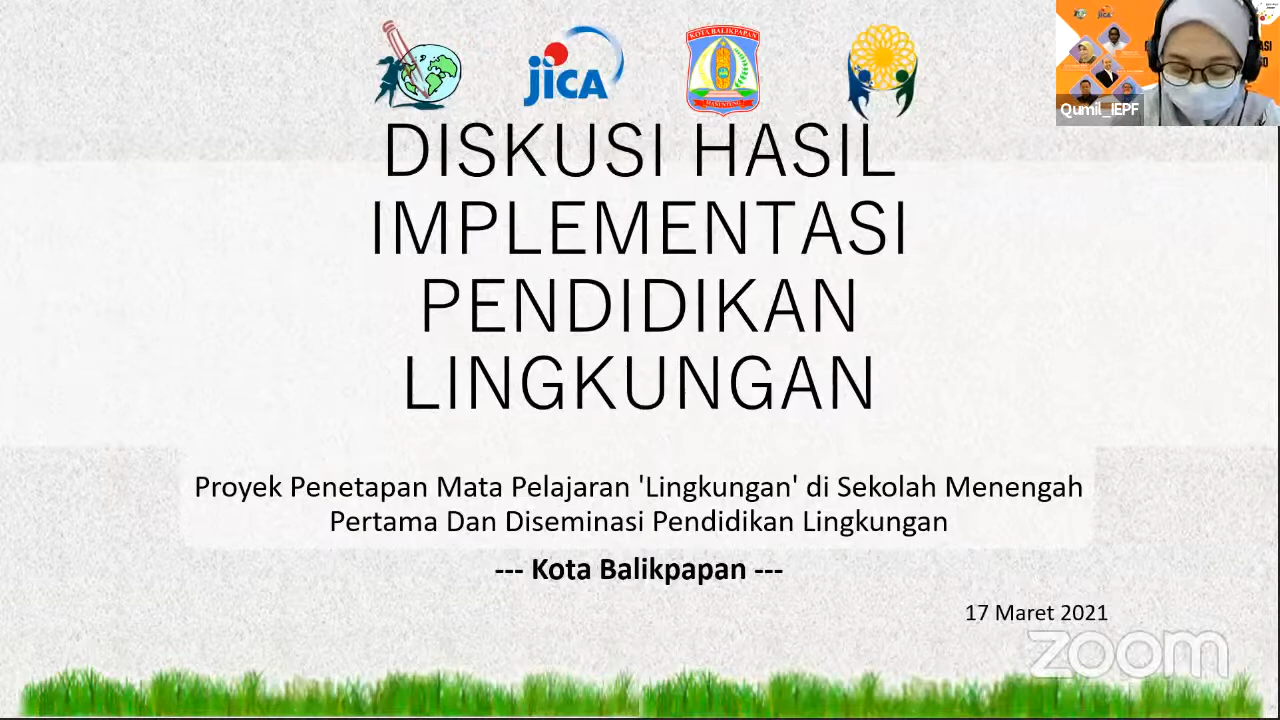 jICA
KOTA BALIKPAPAN
Qumil_IEPF
DISKUSI HASIL
IMPLEMENTASI
PENDIDIKAN
LINGKUNGAN
Proyek Penetapan Mata Pelajaran 'Lingkungan' di Sekolah Menengah
Pertama Dan Diseminasi Pendidikan Lingkungan
--- Kota Balikpapan ---
17 Maret 2021
zoom